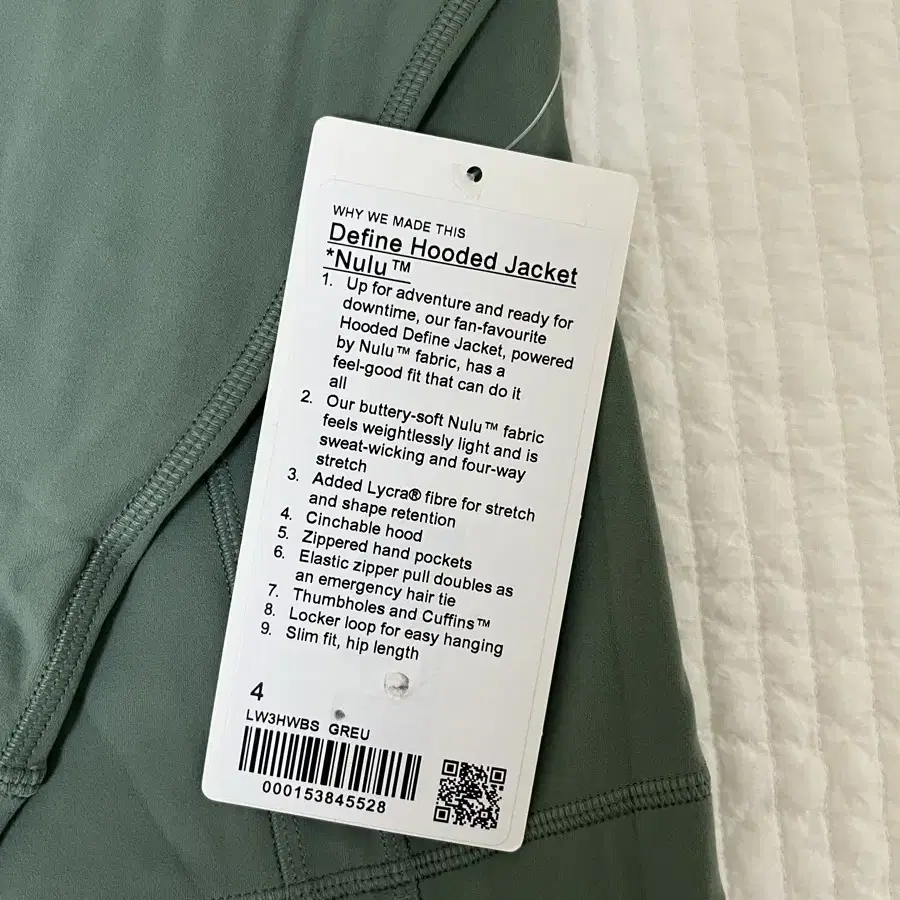 WHY WE MADE THIS
Define Hooded Jacket
*Nulu™
1. Up for adventure and ready for
downtime, our fan-favourite
Hooded Define Jacket, powered
by Nulu™ fabric, has a
feel-good fit that can do it
all
2. Our buttery-soft Nulu™ fabric
feels weightlessly light and is
sweat-wicking and four-way
stretch
3. Added Lycra® fibre for stretch
and shape retention
4. Cinchable hood
5. Zippered hand pockets
6. Elastic zipper pull doubles as
an emergency hair tie
7. Thumbholes and Cuffins™
8. Locker loop for easy hanging
9. Slim fit, hip length
4
LW3HWBS GREU
000153845528